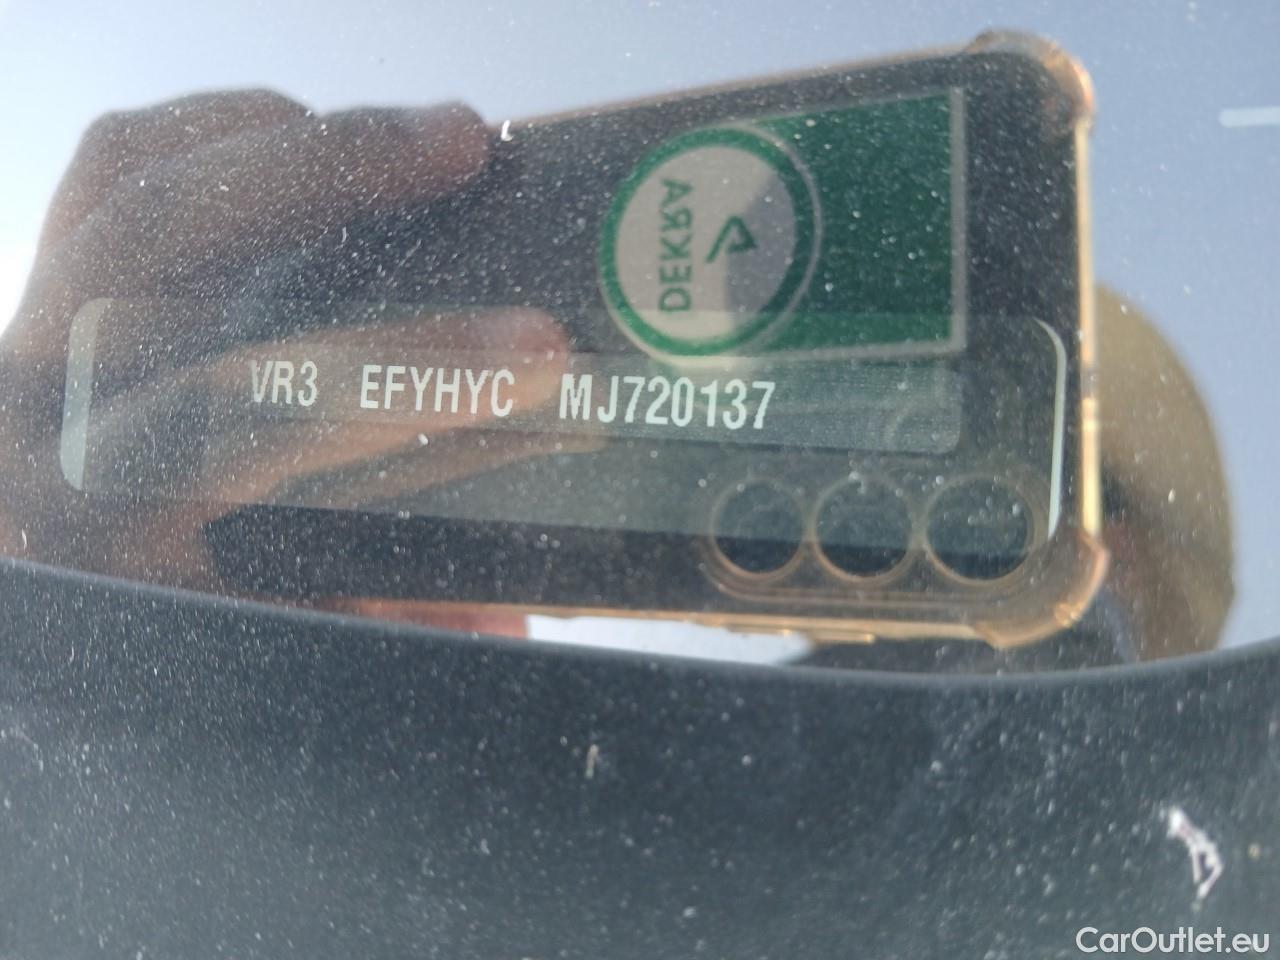 DEKRA
VR3 EFYHYC MJ720137
CarOutlet.eu